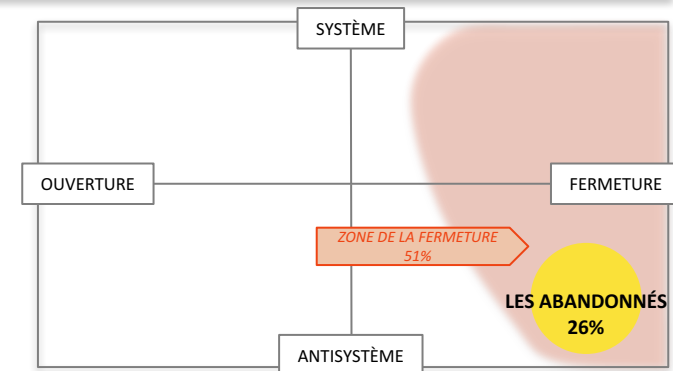 SYSTÈME
OUVERTURE
FERMETURE
ZONE DE LA FERMETURE
51%
LES ABANDONNÉS
26%
ANTISYSTÈME